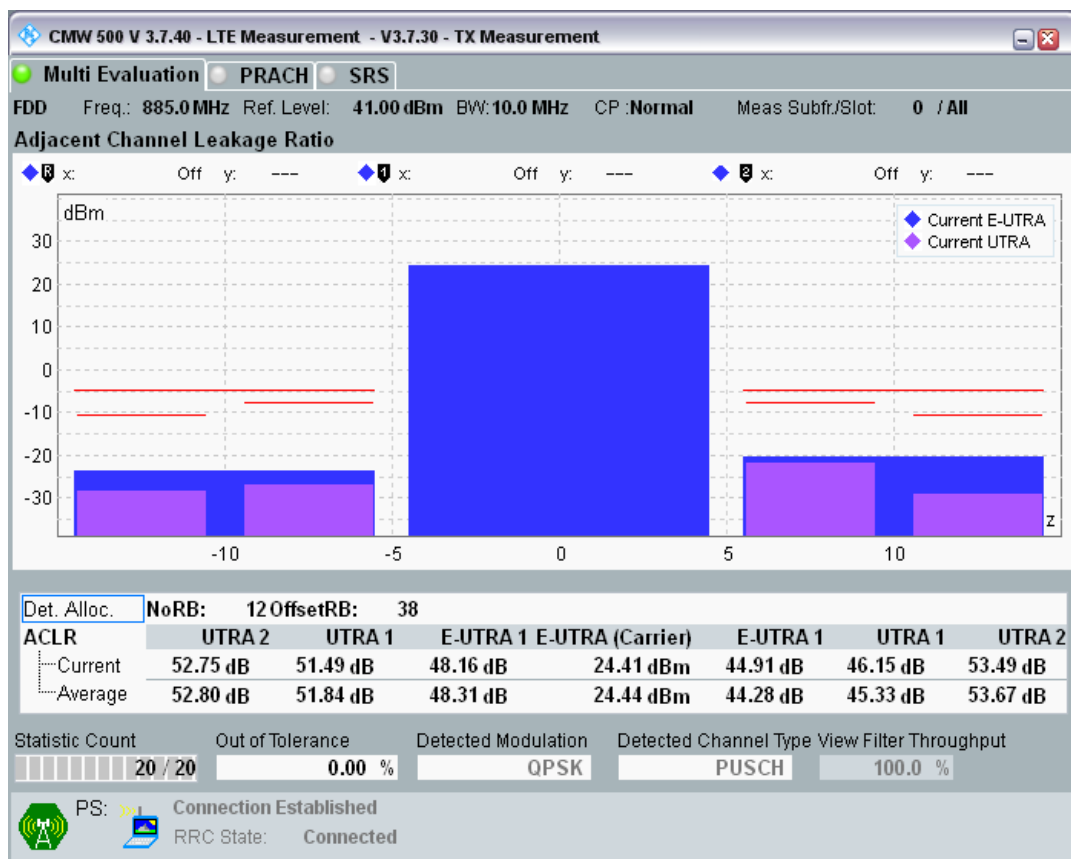 CMW 500 V 3.7.40 - LTE Measurement - V3.7.30 - TX Measurement
Multi Evaluation PRACH SRS
FDD Freq.: 885.0 MHz Ref. Level: 41.00 dBm BW: 10.0 MHz CP :Normal Meas Subfr./Slot: 0 / All
Adjacent Channel Leakage Ratio
R x: Off y: --- 1 x: Off y: --- 2 x: Off y: ---
dBm
Current E-UTRA
Current UTRA
30
20
10
0
-10
-20
-30
z
-10 -5 0 5 10
Det. Alloc. NoRB: 12 OffsetRB: 38
ACLR UTRA 2 UTRA 1 E-UTRA 1 E-UTRA (Carrier) E-UTRA 1 UTRA 1 UTRA 2
Current 52.75 dB 51.49 dB 48.16 dB 24.41 dBm 44.91 dB 46.15 dB 53.49 dB
Average 52.80 dB 51.84 dB 48.31 dB 24.44 dBm 44.28 dB 45.33 dB 53.67 dB
Statistic Count Out of Tolerance Detected Modulation Detected Channel Type View Filter Throughput
20 / 20 0.00 % QPSK PUSCH 100.0 %
PS: Connection Established
RRC State: Connected